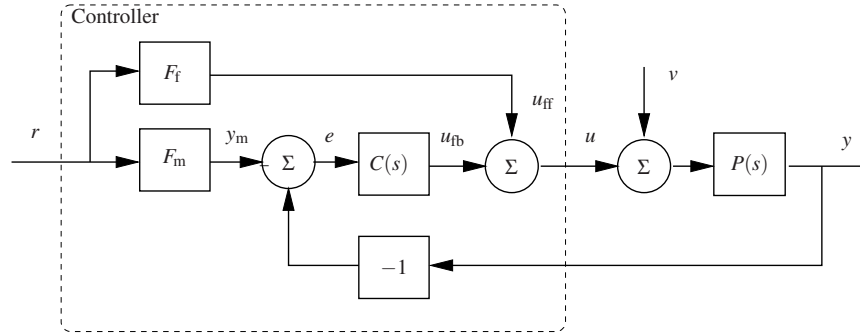 Controller
F_f
r
F_m
y_m
Σ
e
C(s)
u_fb
Σ
u_ff
u
v
Σ
P(s)
y
−1